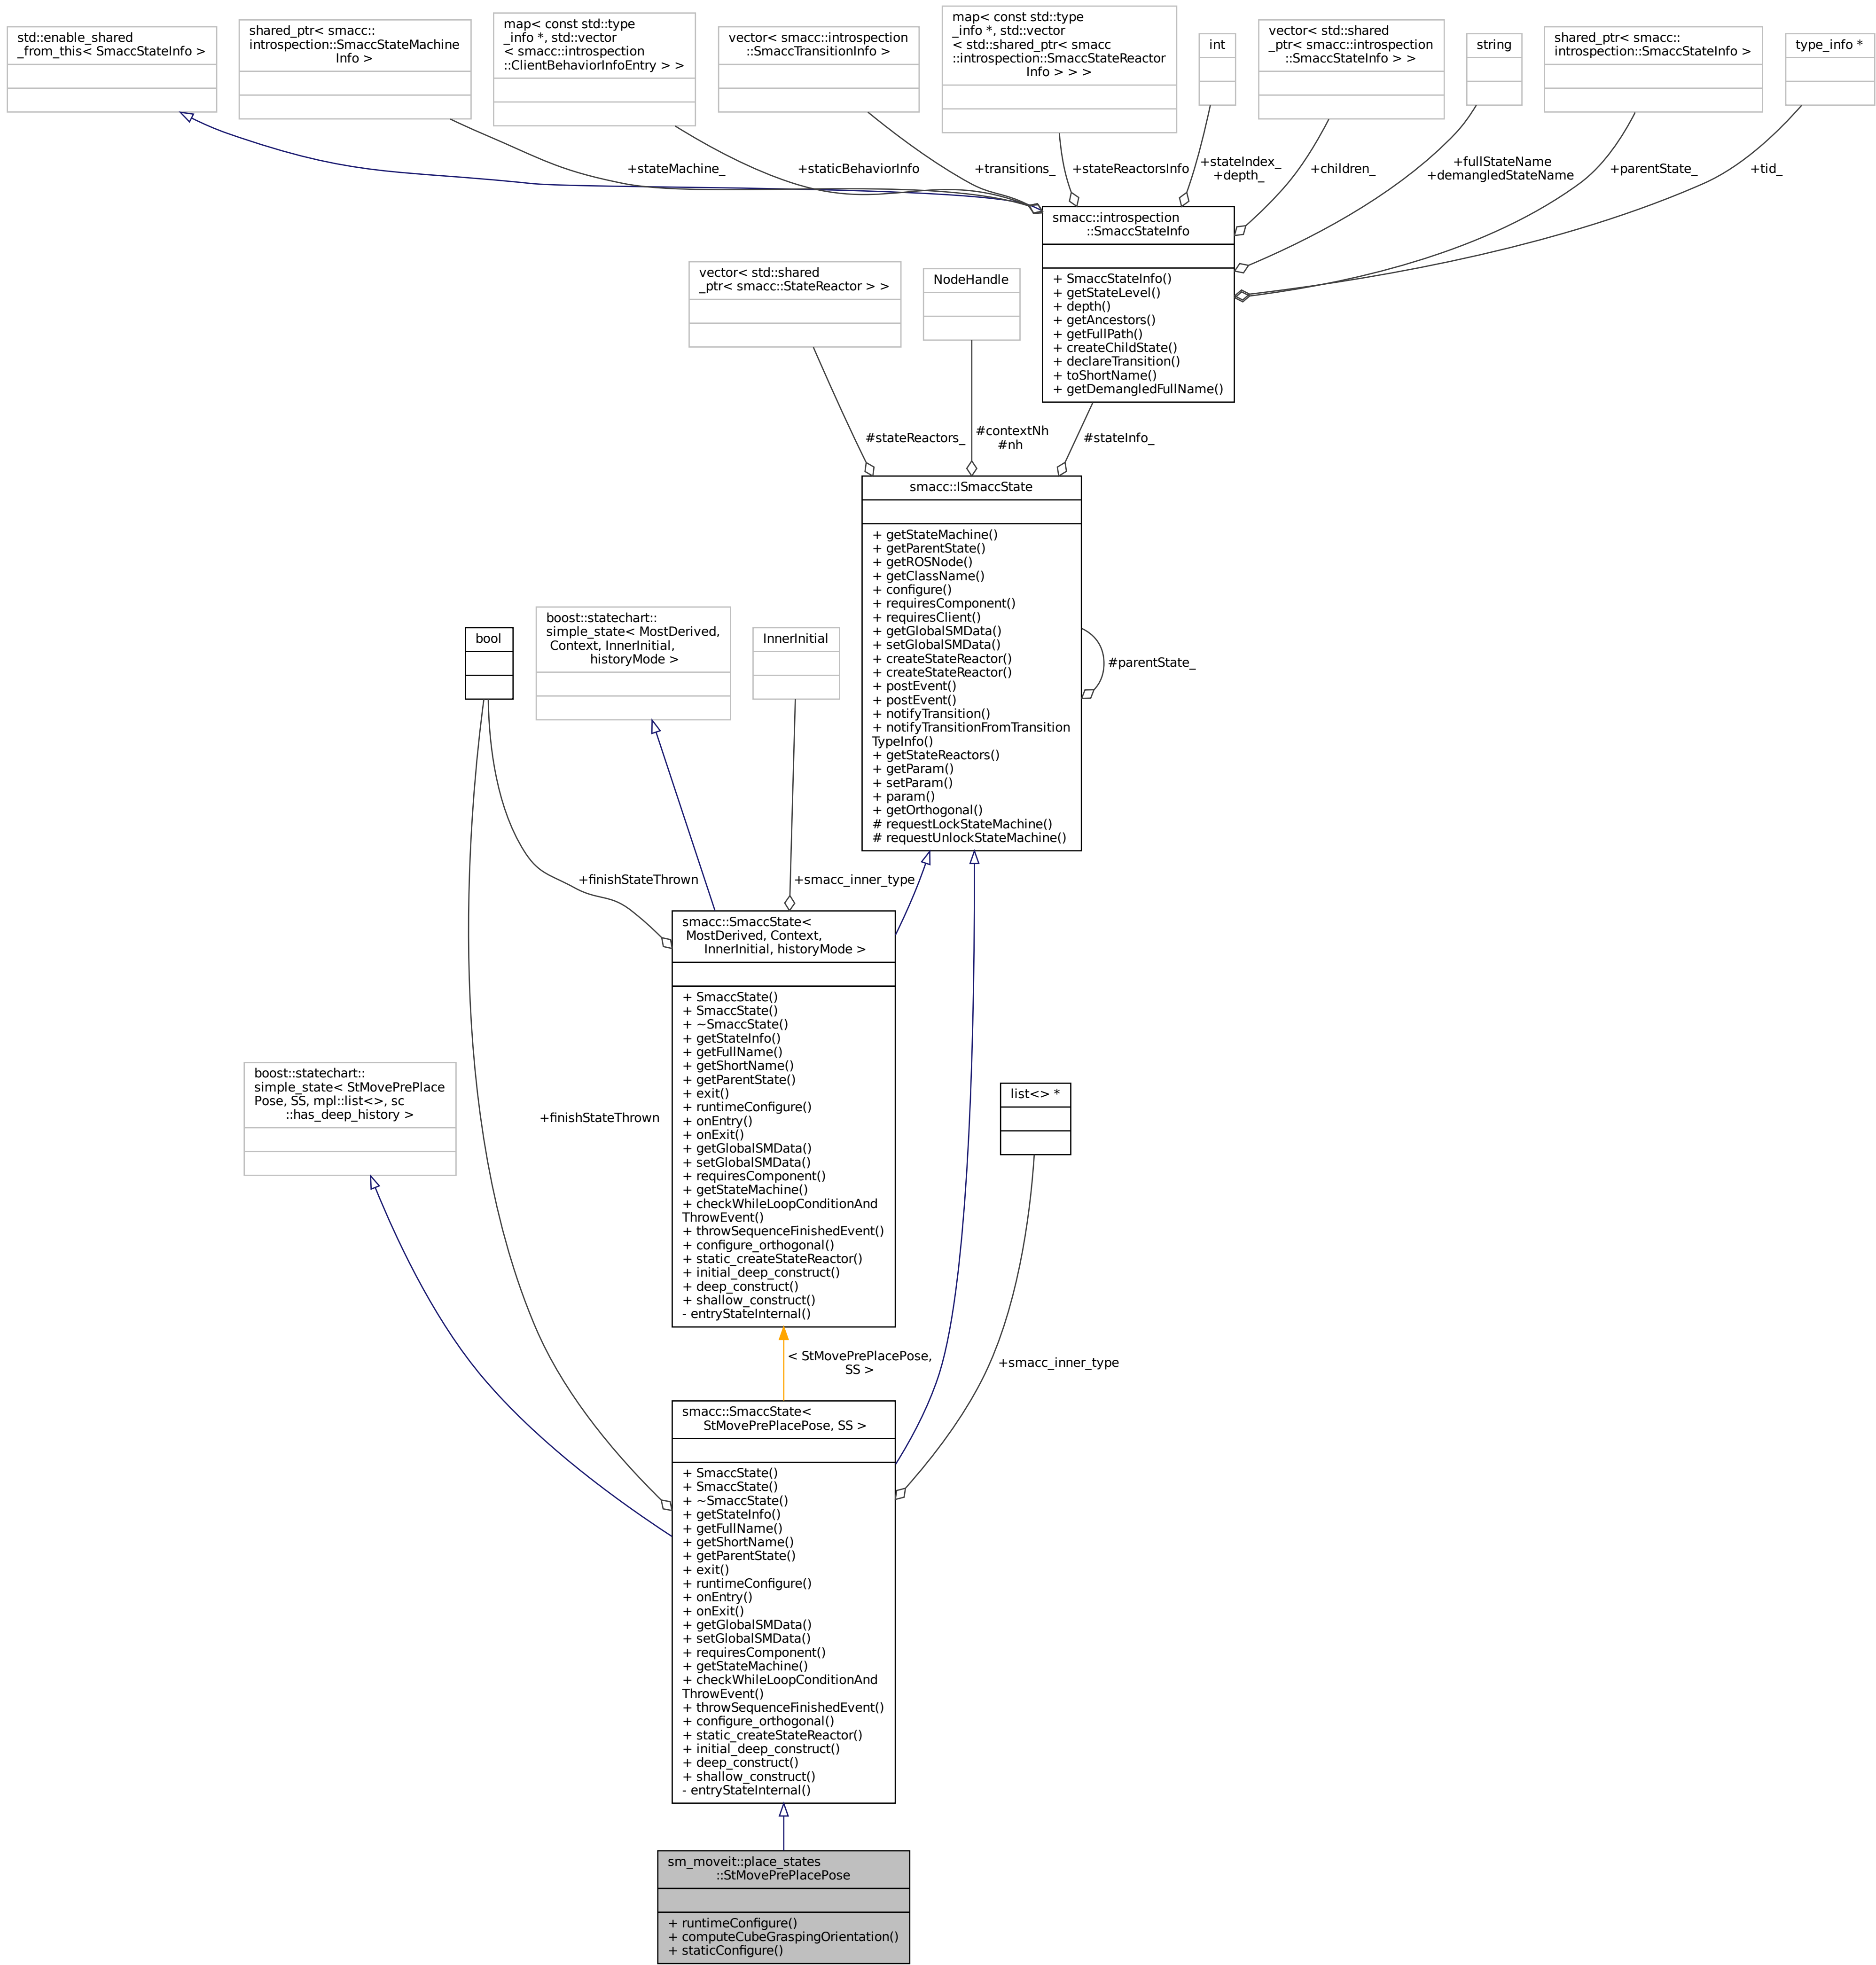 std::enable_shared
_from_this< SmaccStateInfo >
shared_ptr< smacc::
introspection::SmaccStateMachine
Info >
map< const std::type
_info *, std::vector
< smacc::introspection
::ClientBehaviorInfoEntry > >
vector< smacc::introspection
::SmaccTransitionInfo >
map< const std::type
_info *, std::vector
< std::shared_ptr< smacc
::introspection::SmaccStateReactor
Info > > >
int
vector< std::shared
_ptr< smacc::introspection
::SmaccStateInfo > >
string
shared_ptr< smacc::
introspection::SmaccStateInfo >
type_info *
+stateMachine_
+staticBehaviorInfo
+transitions_
+stateReactorsInfo
+stateIndex_
+depth_
+children_
+fullStateName
+demangledStateName
+parentState_
+tid_
smacc::introspection
::SmaccStateInfo
+ SmaccStateInfo()
+ getStateLevel()
+ depth()
+ getAncestors()
+ getFullPath()
+ createChildState()
+ declareTransition()
+ toShortName()
+ getDemangledFullName()
vector< std::shared
_ptr< smacc::StateReactor > >
NodeHandle
#stateReactors_
#contextNh
#nh
#stateInfo_
smacc::ISmaccState
+ getStateMachine()
+ getParentState()
+ getROSNode()
+ getClassName()
+ configure()
+ requiresComponent()
+ requiresClient()
+ getGlobalSMData()
+ setGlobalSMData()
+ createStateReactor()
+ createStateReactor()
+ postEvent()
+ postEvent()
+ notifyTransition()
+ notifyTransitionFromTransition
TypeInfo()
+ getStateReactors()
+ getParam()
+ setParam()
+ param()
+ getOrthogonal()
# requestLockStateMachine()
# requestUnlockStateMachine()
#parentState_
bool
boost::statechart::
simple_state< MostDerived,
Context, InnerInitial,
historyMode >
InnerInitial
+finishStateThrown
+smacc_inner_type
smacc::SmaccState<
MostDerived, Context,
InnerInitial, historyMode >
+ SmaccState()
+ SmaccState()
+ ~SmaccState()
+ getStateInfo()
+ getFullName()
+ getShortName()
+ getParentState()
+ exit()
+ runtimeConfigure()
+ onEntry()
+ onExit()
+ getGlobalSMData()
+ setGlobalSMData()
+ requiresComponent()
+ getStateMachine()
+ checkWhileLoopConditionAnd
ThrowEvent()
+ throwSequenceFinishedEvent()
+ configure_orthogonal()
+ static_createStateReactor()
+ initial_deep_construct()
+ deep_construct()
+ shallow_construct()
- entryStateInternal()
boost::statechart::
simple_state< StMovePrePlace
Pose, SS, mpl::list<>, sc
::has_deep_history >
+finishStateThrown
list<> *
< StMovePrePlacePose,
SS >
+smacc_inner_type
smacc::SmaccState<
StMovePrePlacePose, SS >
+ SmaccState()
+ SmaccState()
+ ~SmaccState()
+ getStateInfo()
+ getFullName()
+ getShortName()
+ getParentState()
+ exit()
+ runtimeConfigure()
+ onEntry()
+ onExit()
+ getGlobalSMData()
+ setGlobalSMData()
+ requiresComponent()
+ getStateMachine()
+ checkWhileLoopConditionAnd
ThrowEvent()
+ throwSequenceFinishedEvent()
+ configure_orthogonal()
+ static_createStateReactor()
+ initial_deep_construct()
+ deep_construct()
+ shallow_construct()
- entryStateInternal()
sm_moveit::place_states
::StMovePrePlacePose
+ runtimeConfigure()
+ computeCubeGraspingOrientation()
+ staticConfigure()